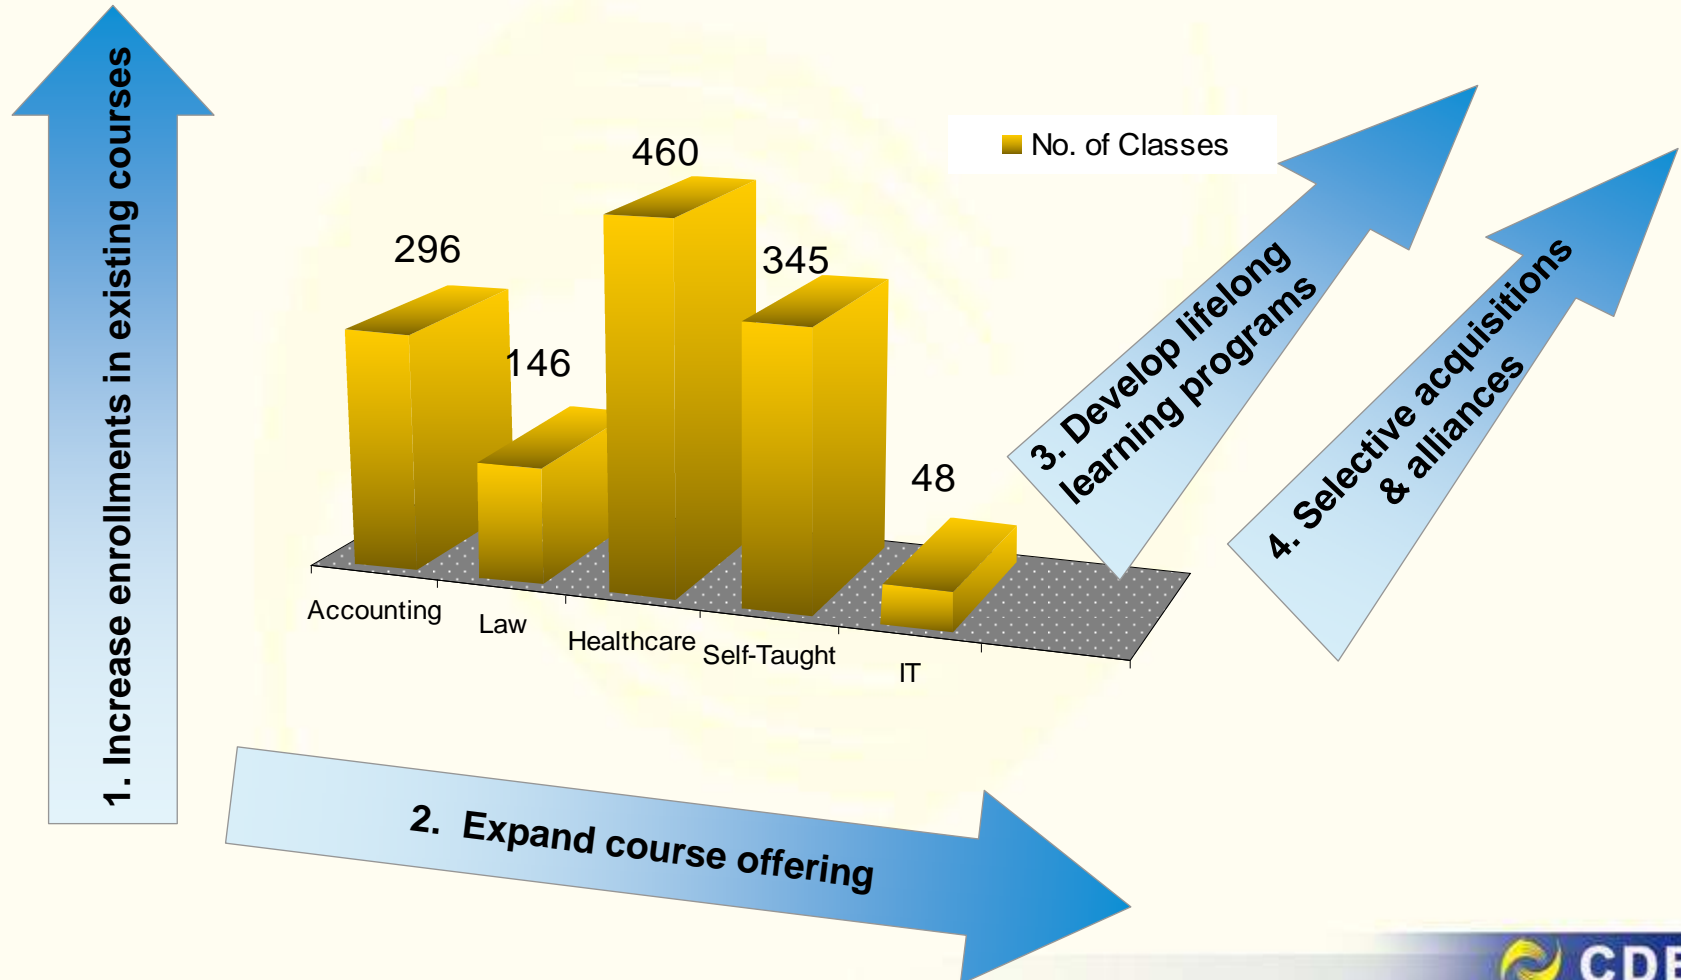 1. Increase enrollments in existing courses
No. of Classes
460
296
345
146
48
Accounting
Law
Healthcare
Self-Taught
IT
3. Develop lifelong
learning programs
4. Selective acquisitions
& alliances
2. Expand course offering